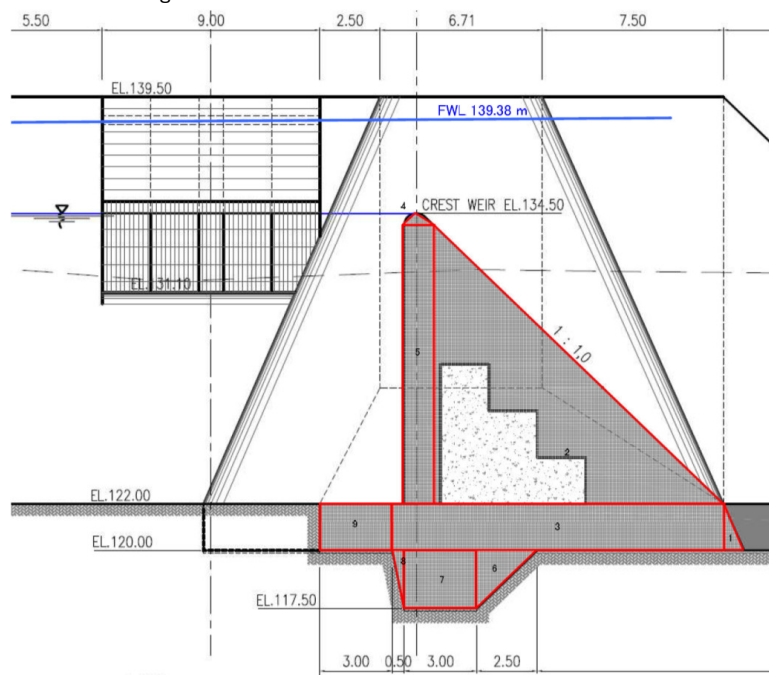 5.50 9.00 2.50 6.71 7.50
EL.139.50
FWL 139.38 m
4 CREST WEIR EL.134.50
EL.131.10
1 : 1,0
5
2
EL.122.00
9 3 1
EL.120.00
8 7 6
EL.117.50
3.00 0.50 3.00 2.50